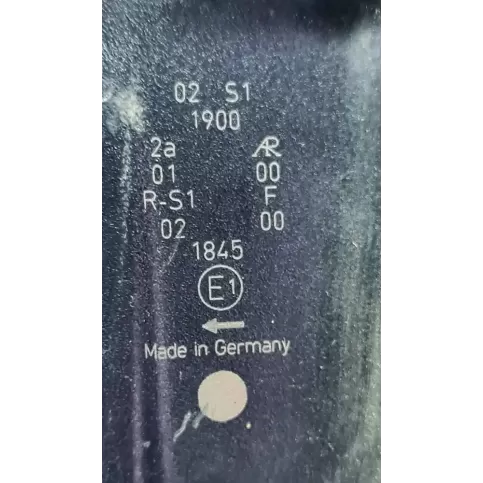 02 S1
1900
2a AR
01 00
R-S1 F
02 00
1845
E1
Made in Germany